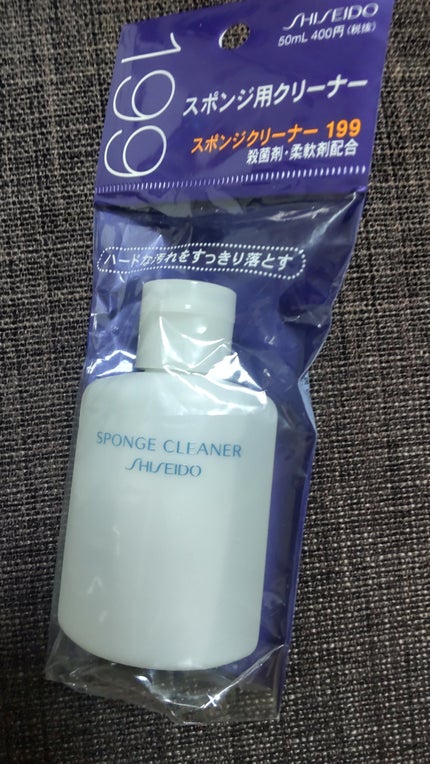 SHISEIDO
50mL 400円(税抜)
199
スポンジ用クリーナー
スポンジクリーナー 199
殺菌剤・柔軟剤配合
ハードな汚れをすっきり落とす
SPONGE CLEANER
SHISEIDO